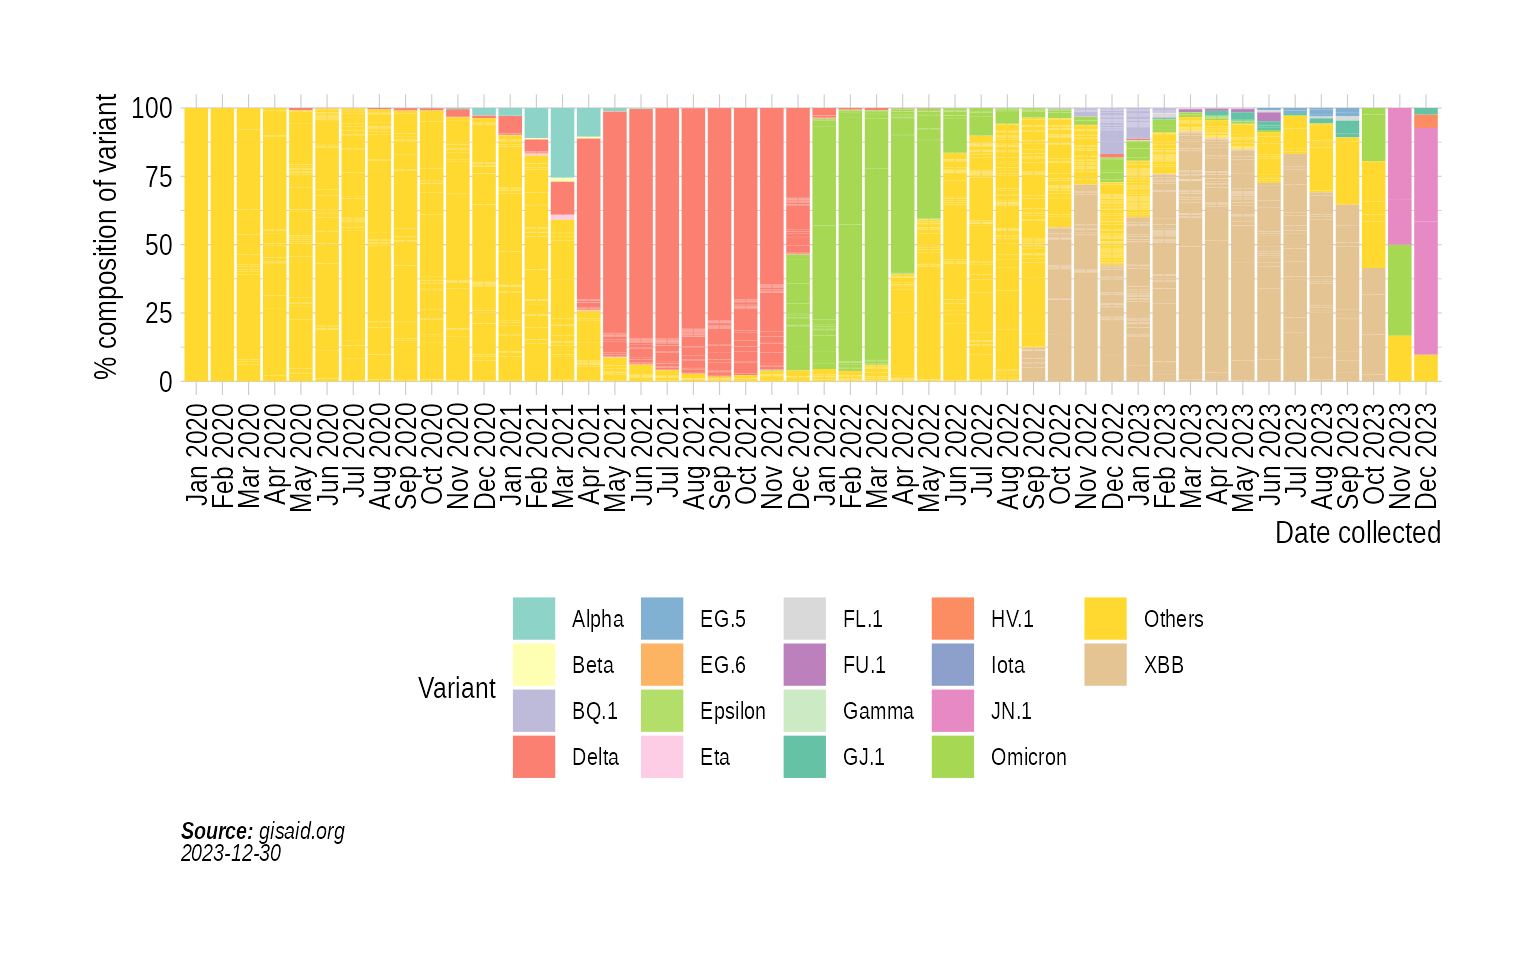 % composition of variant
100
75
50
25
0
Jan 2020
Feb 2020
Mar 2020
Apr 2020
May 2020
Jun 2020
Jul 2020
Aug 2020
Sep 2020
Oct 2020
Nov 2020
Dec 2020
Jan 2021
Feb 2021
Mar 2021
Apr 2021
May 2021
Jun 2021
Jul 2021
Aug 2021
Sep 2021
Oct 2021
Nov 2021
Dec 2021
Jan 2022
Feb 2022
Mar 2022
Apr 2022
May 2022
Jun 2022
Jul 2022
Aug 2022
Sep 2022
Oct 2022
Nov 2022
Dec 2022
Jan 2023
Feb 2023
Mar 2023
Apr 2023
May 2023
Jun 2023
Jul 2023
Aug 2023
Sep 2023
Oct 2023
Nov 2023
Dec 2023
Date collected
Variant
Alpha
Beta
BQ.1
Delta
EG.5
EG.6
Epsilon
Eta
FL.1
FU.1
Gamma
GJ.1
HV.1
Iota
JN.1
Omicron
Others
XBB
Source: gisaid.org
2023-12-30